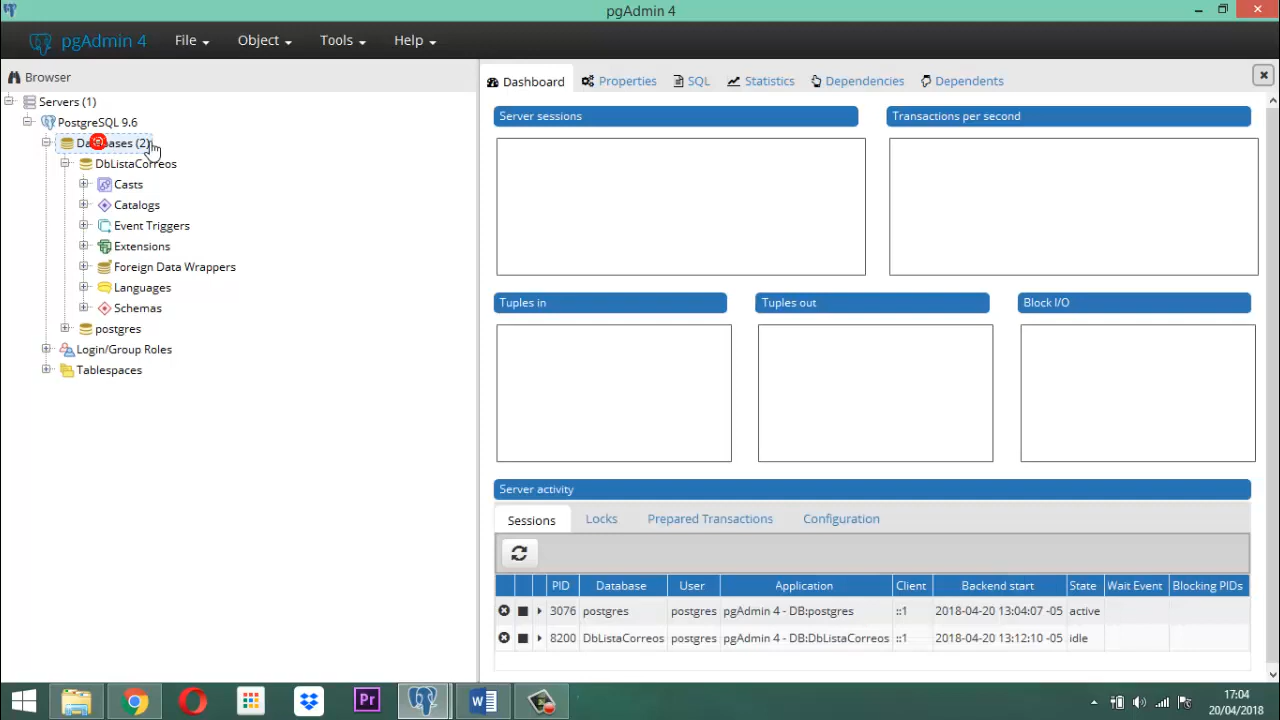 pgAdmin 4
pgAdmin 4
File
Object
Tools
Help
Browser
Servers (1)
PostgreSQL 9.6
Databases (2)
DbListaCorreos
Casts
Catalogs
Event Triggers
Extensions
Foreign Data Wrappers
Languages
Schemas
postgres
Login/Group Roles
Tablespaces
Dashboard
Properties
SQL
Statistics
Dependencies
Dependents
Server sessions
Transactions per second
Tuples in
Tuples out
Block I/O
Server activity
Sessions
Locks
Prepared Transactions
Configuration
PID Database User Application Client Backend start State Wait Event Blocking PIDs
3076 postgres postgres pgAdmin 4 - DB:postgres ::1 2018-04-20 13:04:07 -05 active
8200 DbListaCorreos postgres pgAdmin 4 - DB:DbListaCorreos ::1 2018-04-20 13:12:10 -05 idle
Pr
17:04
20/04/2018